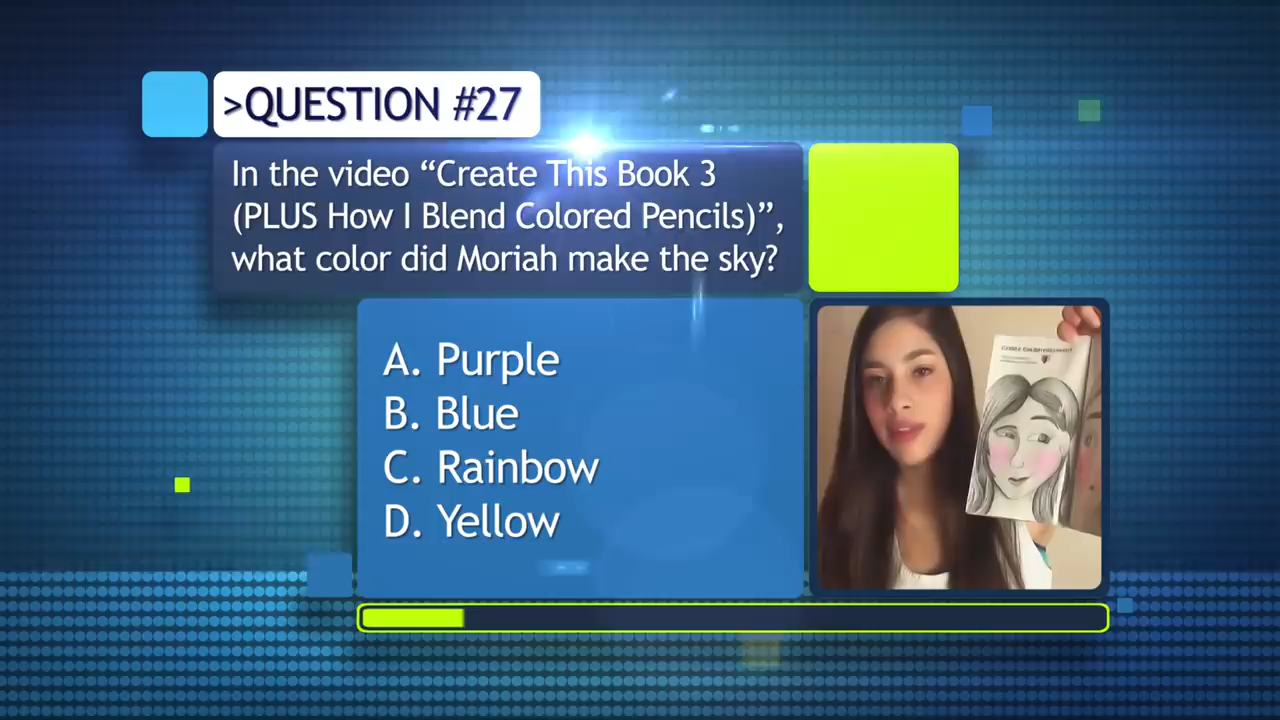 >QUESTION #27
In the video “Create This Book 3
(PLUS How I Blend Colored Pencils)”,
what color did Moriah make the sky?
A. Purple
B. Blue
C. Rainbow
D. Yellow